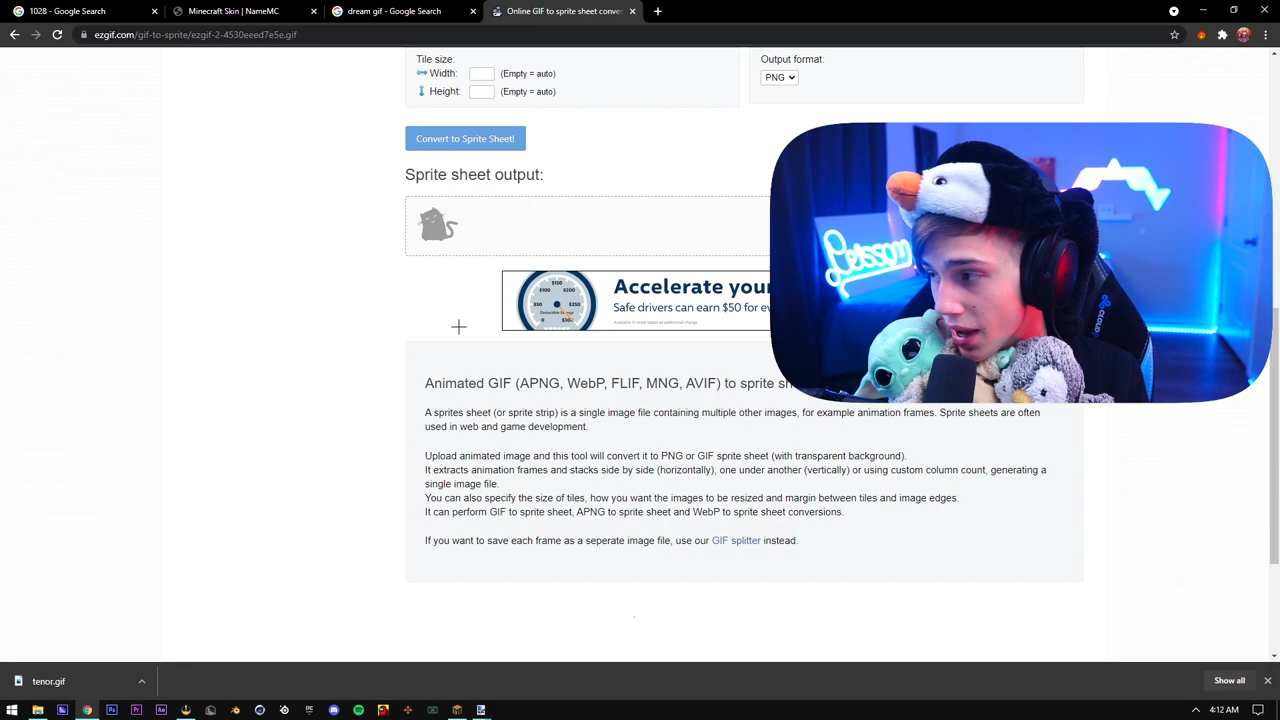 1028 - Google Search
Minecraft Skin | NameMC
dream gif - Google Search
Online GIF to sprite sheet conver
ezgif.com/gif-to-sprite/ezgif-2-4530eeed7e5e.gif
Tile size:
Width: (Empty = auto)
Height: (Empty = auto)
Output format:
PNG
Convert to Sprite Sheet!
Sprite sheet output:
$50 $100 $150 $200 $250
0
Accelerate your
Safe drivers can earn $50 for ev
Animated GIF (APNG, WebP, FLIF, MNG, AVIF) to sprite sh
A sprites sheet (or sprite strip) is a single image file containing multiple other images, for example animation frames. Sprite sheets are often
used in web and game development.
Upload animated image and this tool will convert it to PNG or GIF sprite sheet (with transparent background).
It extracts animation frames and stacks side by side (horizontally), one under another (vertically) or using custom column count, generating a
single image file.
You can also specify the size of tiles, how you want the images to be resized and margin between tiles and image edges.
It can perform GIF to sprite sheet, APNG to sprite sheet and WebP to sprite sheet conversions.
If you want to save each frame as a seperate image file, use our GIF splitter instead.
tenor.gif
Show all
4:12 AM